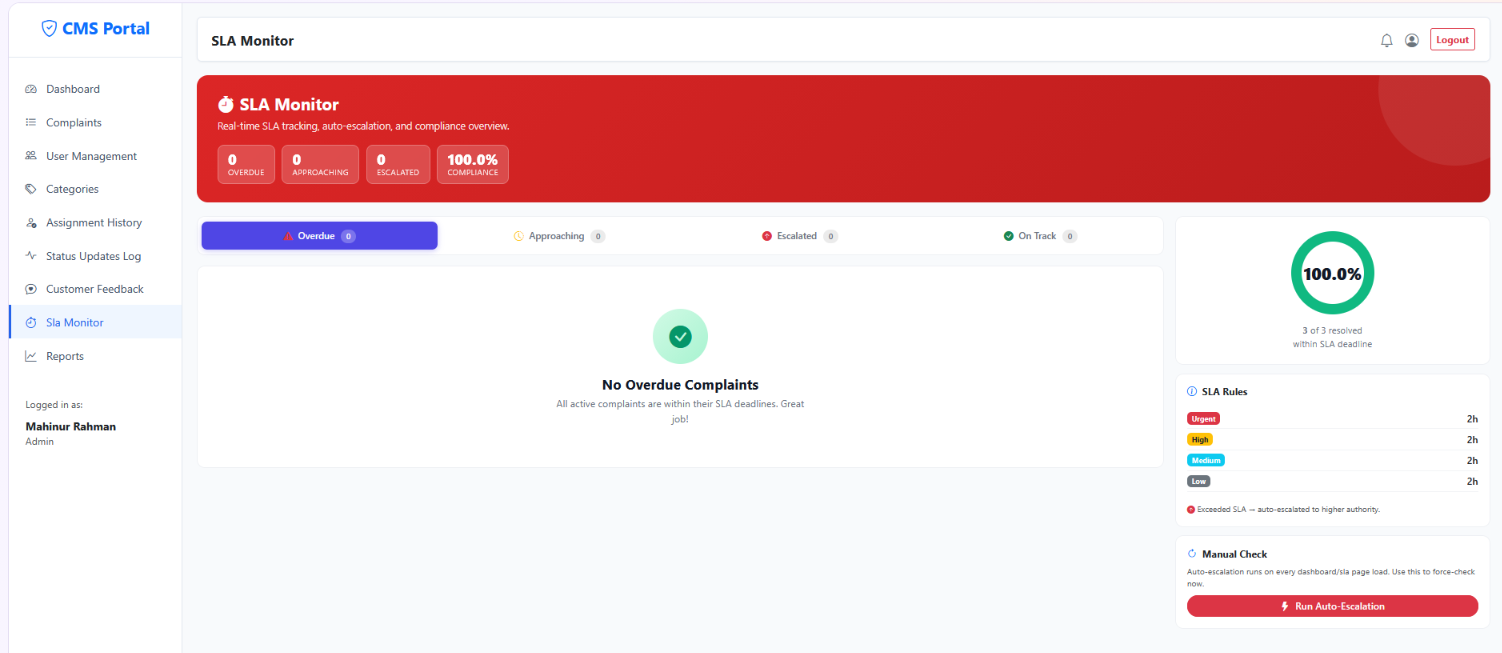 CMS Portal
Dashboard
Complaints
User Management
Categories
Assignment History
Status Updates Log
Customer Feedback
Sla Monitor
Reports
Logged in as:
Mahinur Rahman
Admin
SLA Monitor
Logout
SLA Monitor
Real-time SLA tracking, auto-escalation, and compliance overview.
0
OVERDUE
0
APPROACHING
0
ESCALATED
100.0%
COMPLIANCE
Overdue 0
Approaching 0
Escalated 0
On Track 0
No Overdue Complaints
All active complaints are within their SLA deadlines. Great
job!
100.0%
3 of 3 resolved
within SLA deadline
SLA Rules
Urgent 2h
High 2h
Medium 2h
Low 2h
Exceeded SLA → auto-escalated to higher authority.
Manual Check
Auto-escalation runs on every dashboard/sla page load. Use this to force-check
now.
Run Auto-Escalation